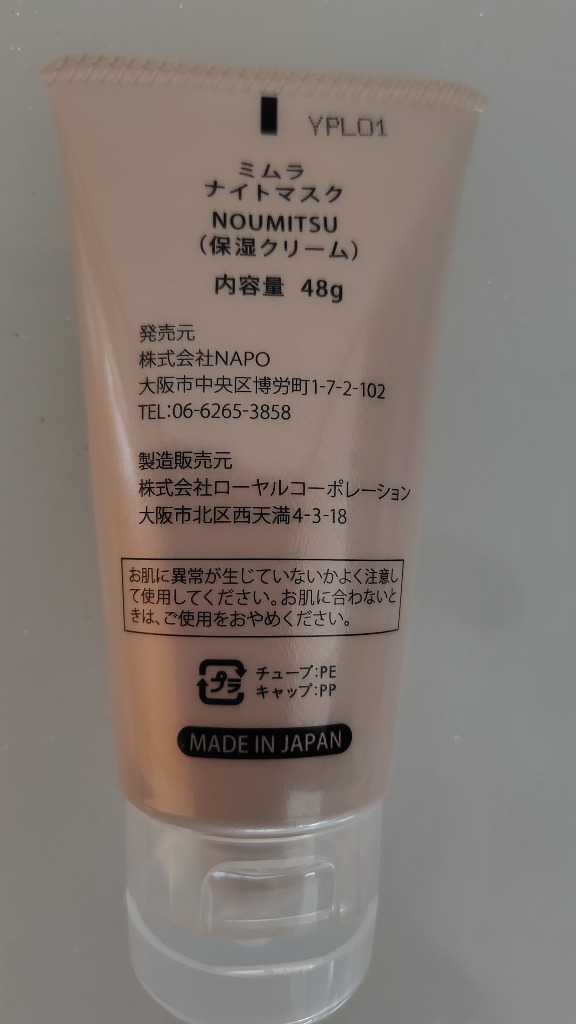 YPL01
ミムラ
ナイトマスク
NOUMITSU
（保湿クリーム）
内容量 48g
発売元
株式会社NAPO
大阪市中央区博労町1-7-2-102
TEL:06-6265-3858
製造販売元
株式会社ローヤルコーポレーション
大阪市北区西天満4-3-18
お肌に異常が生じていないかよく注意し
て使用してください。お肌に合わないと
きは、ご使用をおやめください。
プラ チューブ:PE
キャップ:PP
MADE IN JAPAN